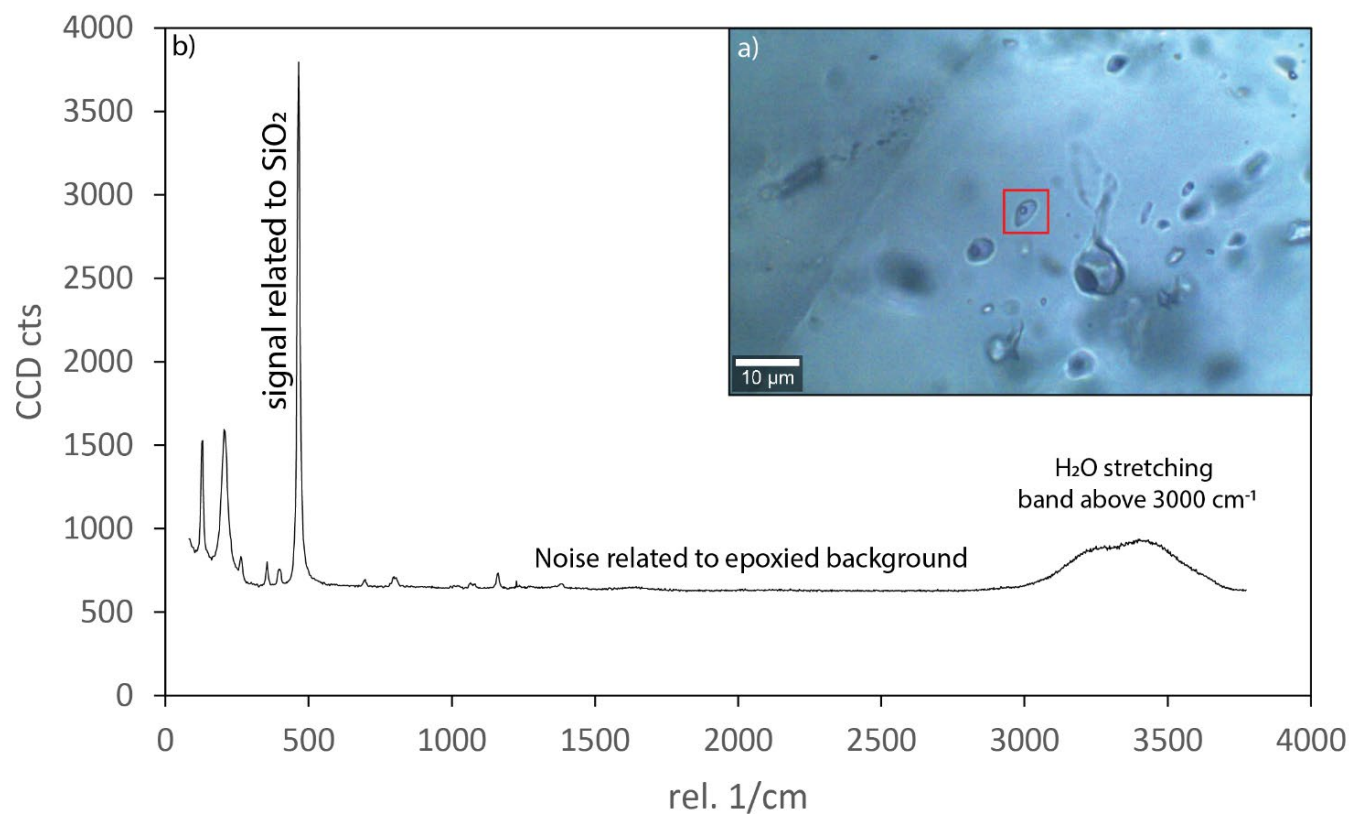 4000
3500
3000
2500
2000
1500
1000
500
0
CCD cts
b)
signal related to SiO₂
a)
10 µm
H₂O stretching
band above 3000 cm⁻¹
Noise related to epoxied background
0 500 1000 1500 2000 2500 3000 3500 4000
rel. 1/cm